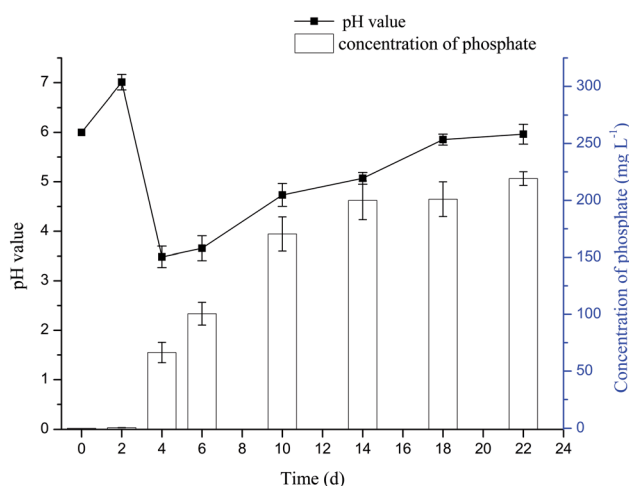 pH value
concentration of phosphate
7
6
5
4
3
2
1
0
pH value
300
250
200
150
100
50
0
Concentration of phosphate (mg L⁻¹)
0 2 4 6 8 10 12 14 16 18 20 22 24
Time (d)